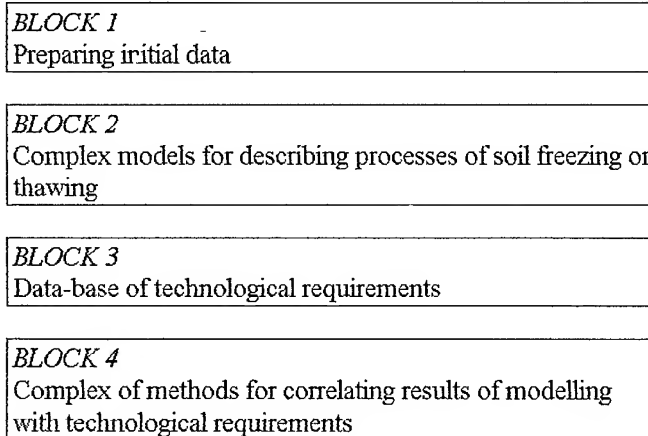 BLOCK 1
Preparing initial data
BLOCK 2
Complex models for describing processes of soil freezing or
thawing
BLOCK 3
Data-base of technological requirements
BLOCK 4
Complex of methods for correlating results of modelling
with technological requirements